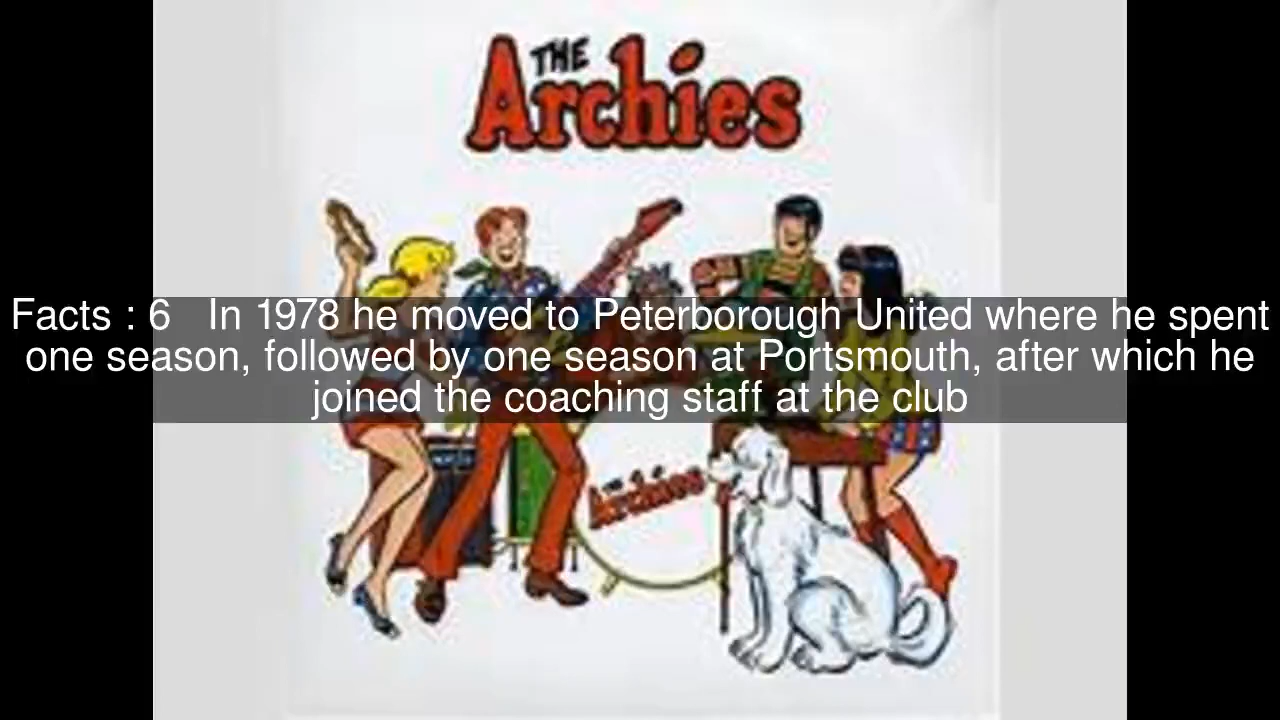 THE
Archies
Facts : 6 In 1978 he moved to Peterborough United where he spent
one season, followed by one season at Portsmouth, after which he
joined the coaching staff at the club
THE
Archies